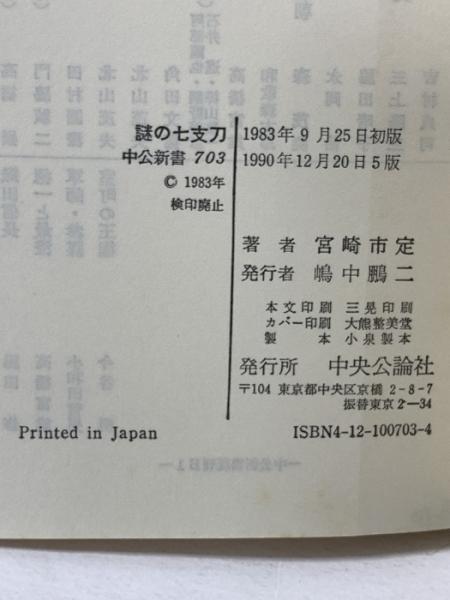 謎の七支刀
中公新書 703
© 1983年
検印廃止
1983年 9 月25日初版
1990年12月20日 5 版
著 者 宮崎市定
発行者 嶋中鵬二
本文印刷 三晃印刷
カバー印刷 大熊整美堂
製 本 小泉製本
発行所 中央公論社
〒104 東京都中央区京橋 2-8-7
振替東京 2-34
Printed in Japan
ISBN4-12-100703-4